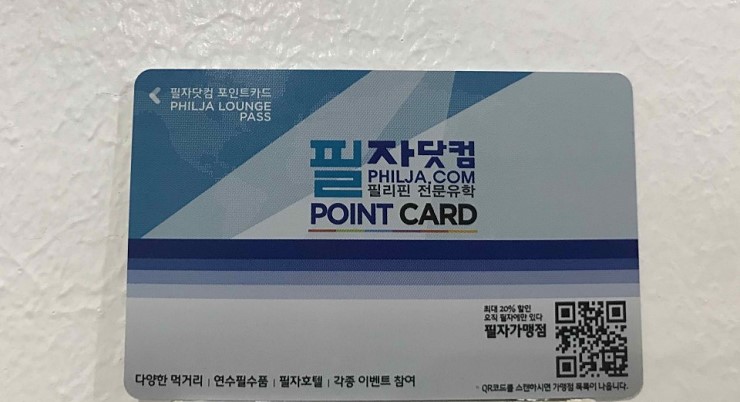 필자닷컴 포인트카드
PHILJA LOUNGE
PASS
필자닷컴
PHILJA.COM
필리핀 전문유학
POINT CARD
최대 20% 할인
오직 필자에만 있다
필자가맹점
다양한 먹거리 | 연수필수품 | 필자호텔 | 각종 이벤트 참여
* QR코드를 스캔하시면 가맹점 목록이 나옵니다.